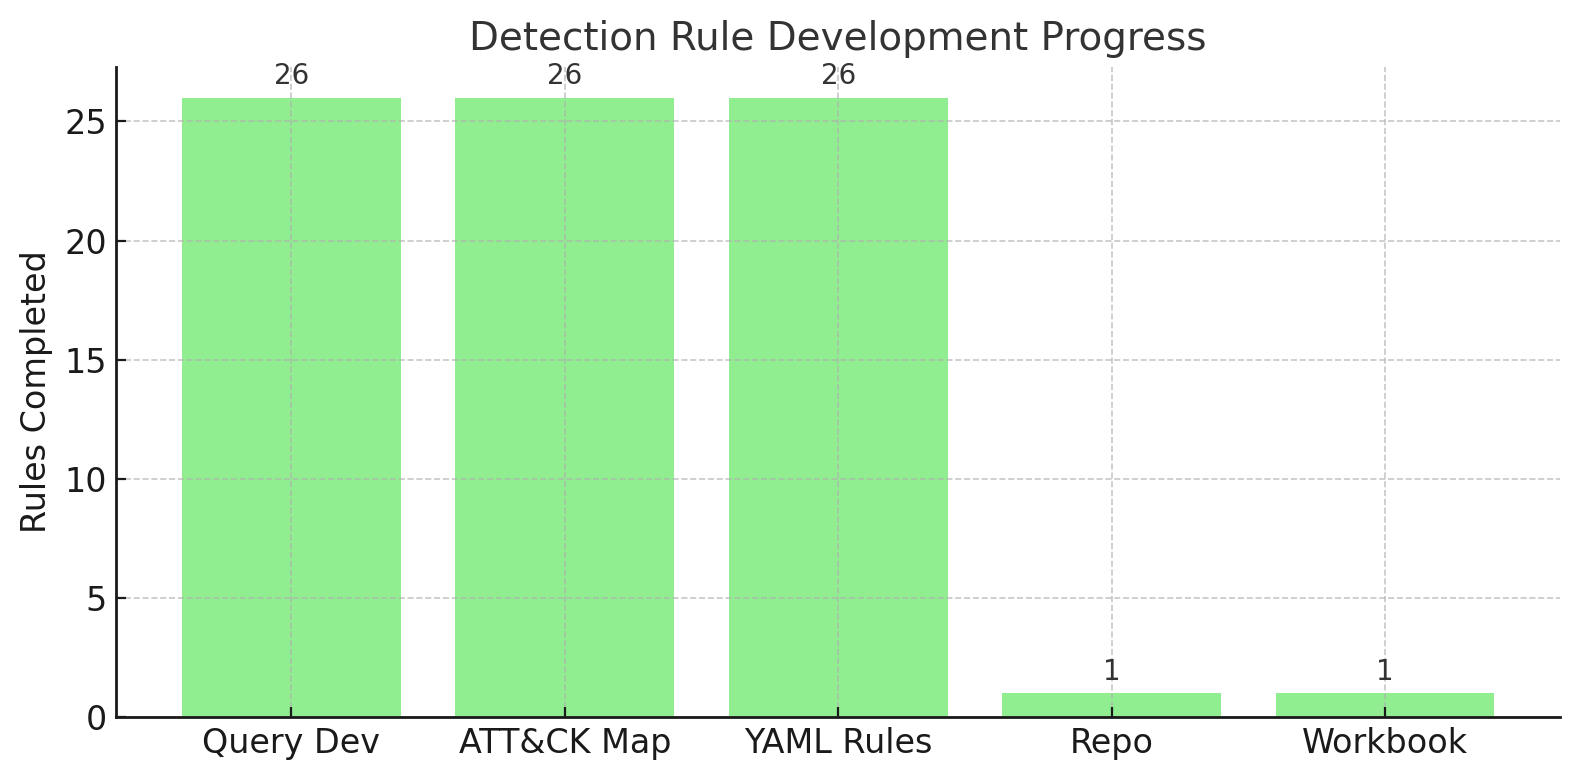 Detection Rule Development Progress
26 26 26
25
20
15
10
5
0
Rules Completed
1 1
Query Dev ATT&CK Map YAML Rules Repo Workbook